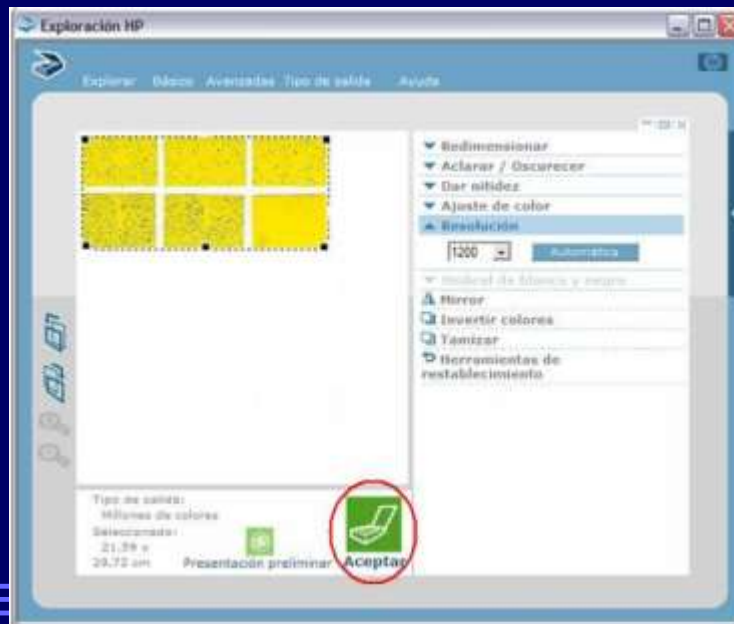 Exploración HP
Explorar Básico Avanzadas Tipo de salida Ayuda
Redimensionar
Aclarar / Oscurecer
Dar nitidez
Ajuste de color
Resolución
1200 Automática
Umbral de blanco y negro
Mirror
Invertir colores
Tamizar
Herramientas de
restablecimiento
Tipo de salida:
Millones de colores
Seleccionado:
21,59 x
29,72 cm
Presentación preliminar
Aceptar